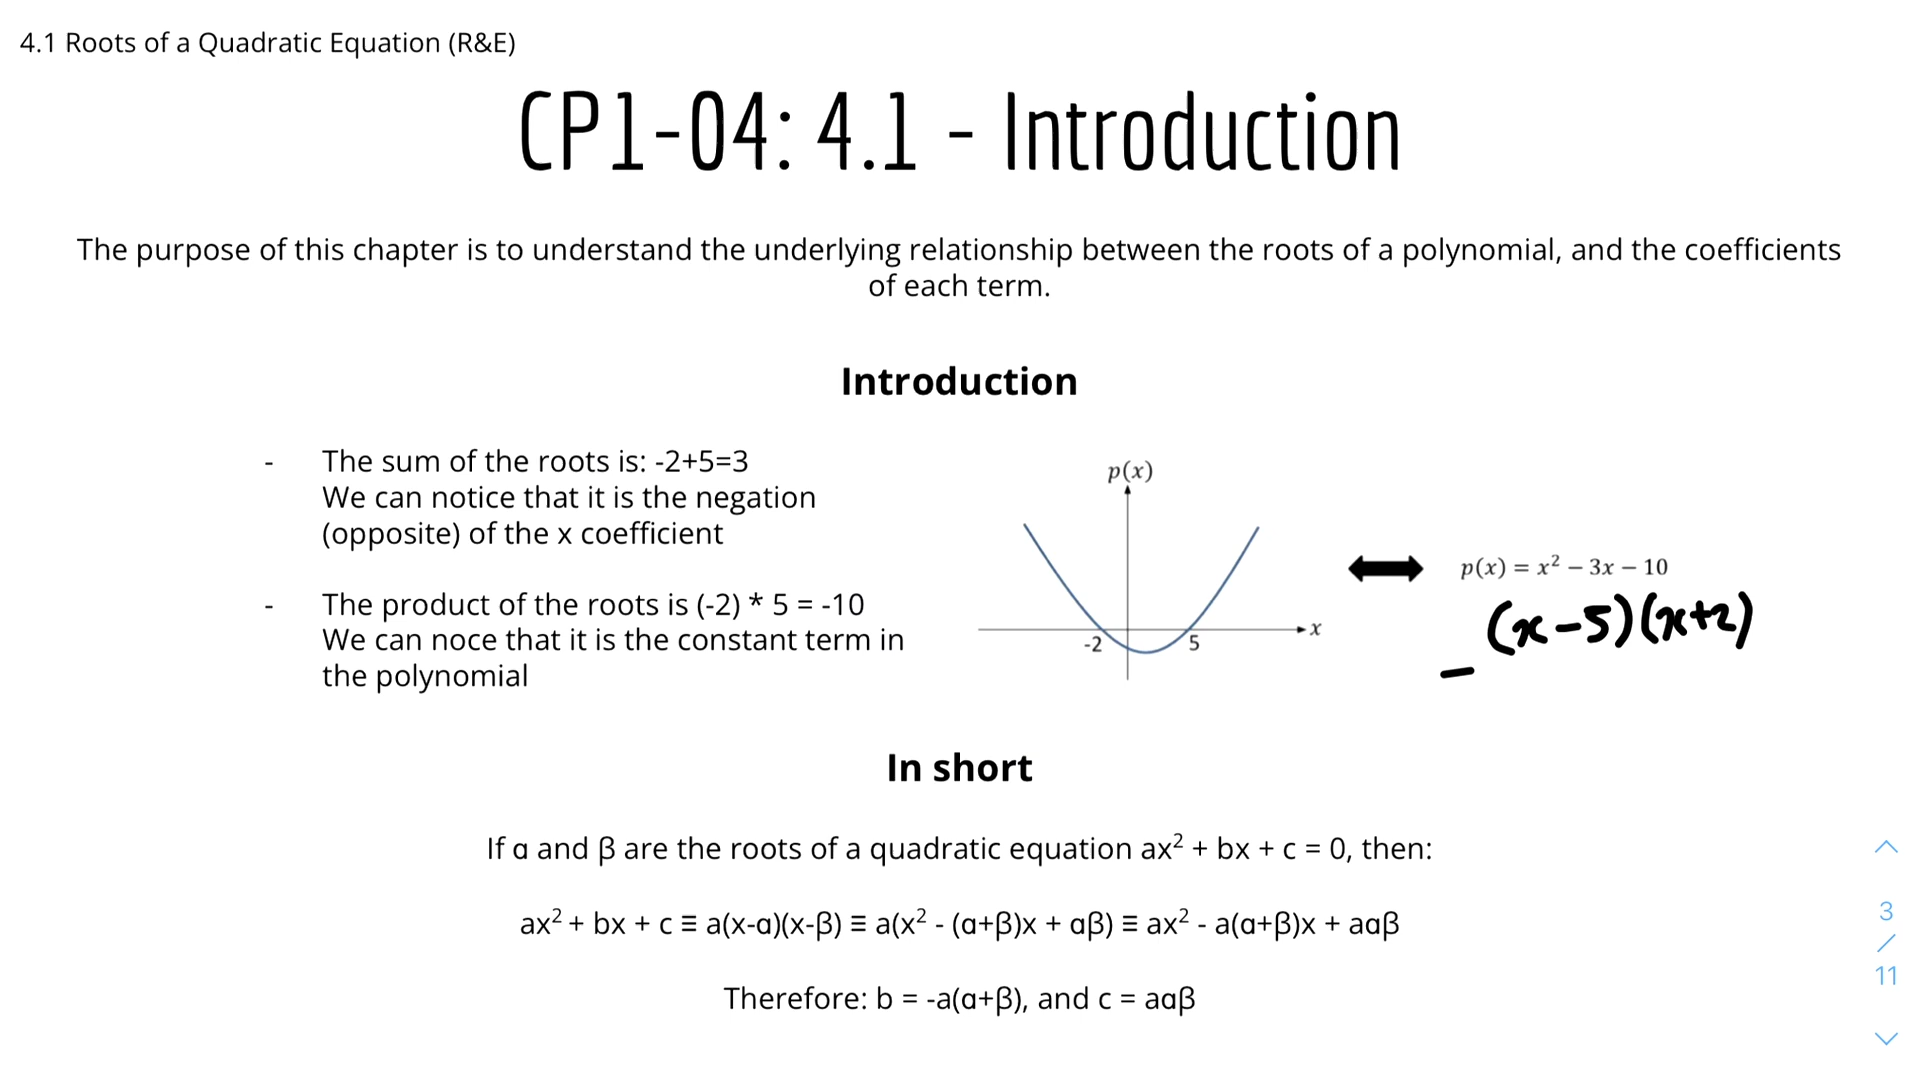 4.1 Roots of a Quadratic Equation (R&E)
CP1-04: 4.1 - Introduction
The purpose of this chapter is to understand the underlying relationship between the roots of a polynomial, and the coefficients
of each term.
Introduction
- The sum of the roots is: -2+5=3
We can notice that it is the negation
(opposite) of the x coefficient
- The product of the roots is (-2) * 5 = -10
We can noce that it is the constant term in
the polynomial
p(x)
x
-2
5
p(x) = x² − 3x − 10
(x-5)(x+2)
In short
If α and β are the roots of a quadratic equation ax² + bx + c = 0, then:
ax² + bx + c ≡ a(x-α)(x-β) ≡ a(x² - (α+β)x + αβ) ≡ ax² - a(α+β)x + aαβ
Therefore: b = -a(α+β), and c = aαβ
3
/
11